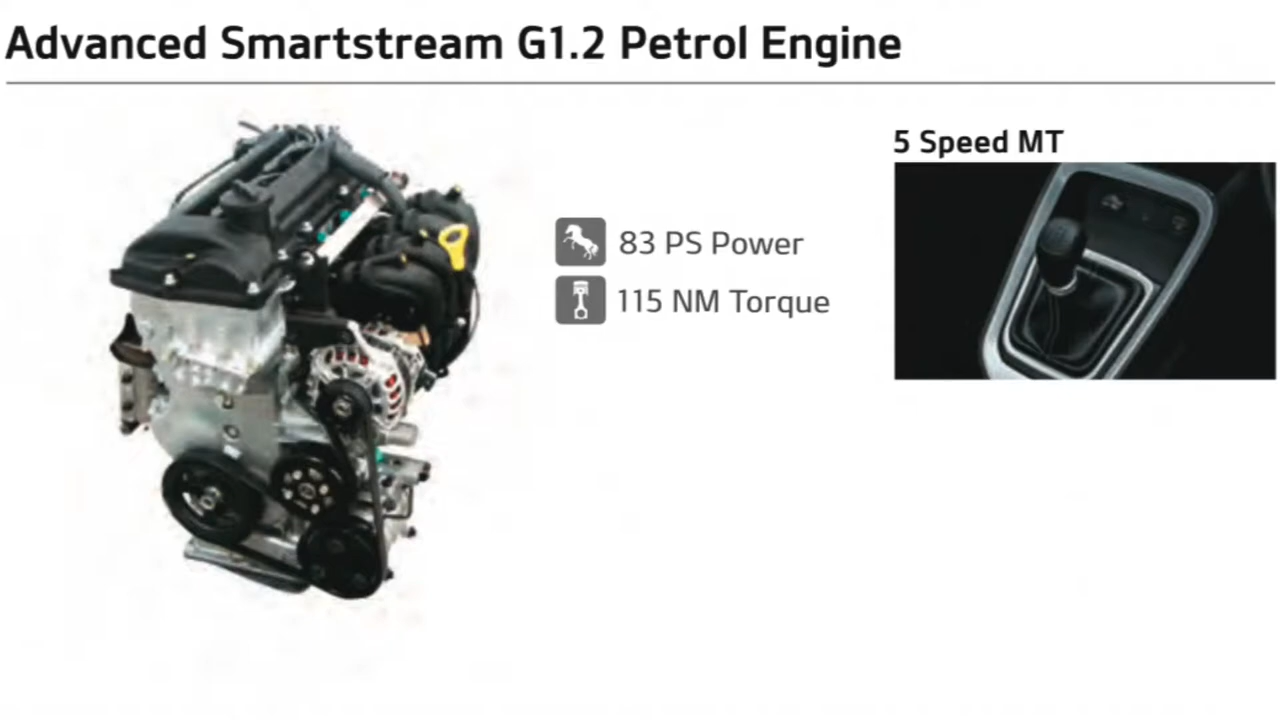 Advanced Smartstream G1.2 Petrol Engine
5 Speed MT
83 PS Power
115 NM Torque